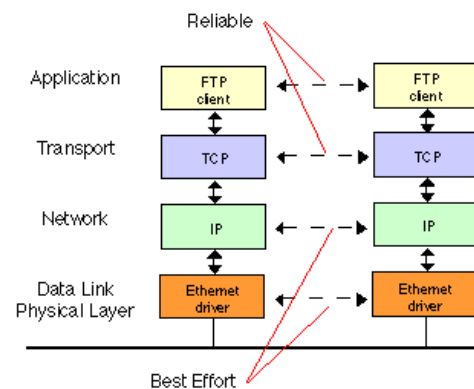 Reliable
Application
FTP
client
FTP
client
Transport
TCP
TCP
Network
IP
IP
Data Link
Physical Layer
Ethernet
driver
Ethernet
driver
Best Effort